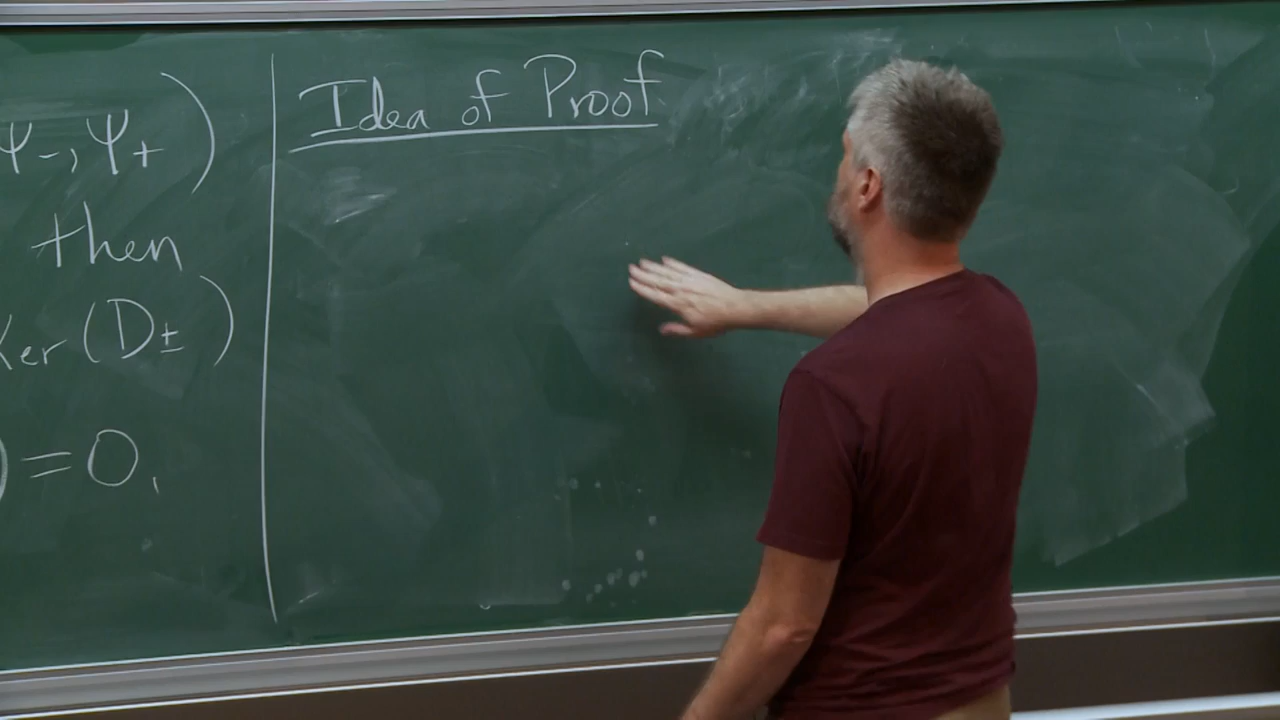 Ψ-, Ψ+ )
then
Ker (D±)
) = 0,
Idea of Proof